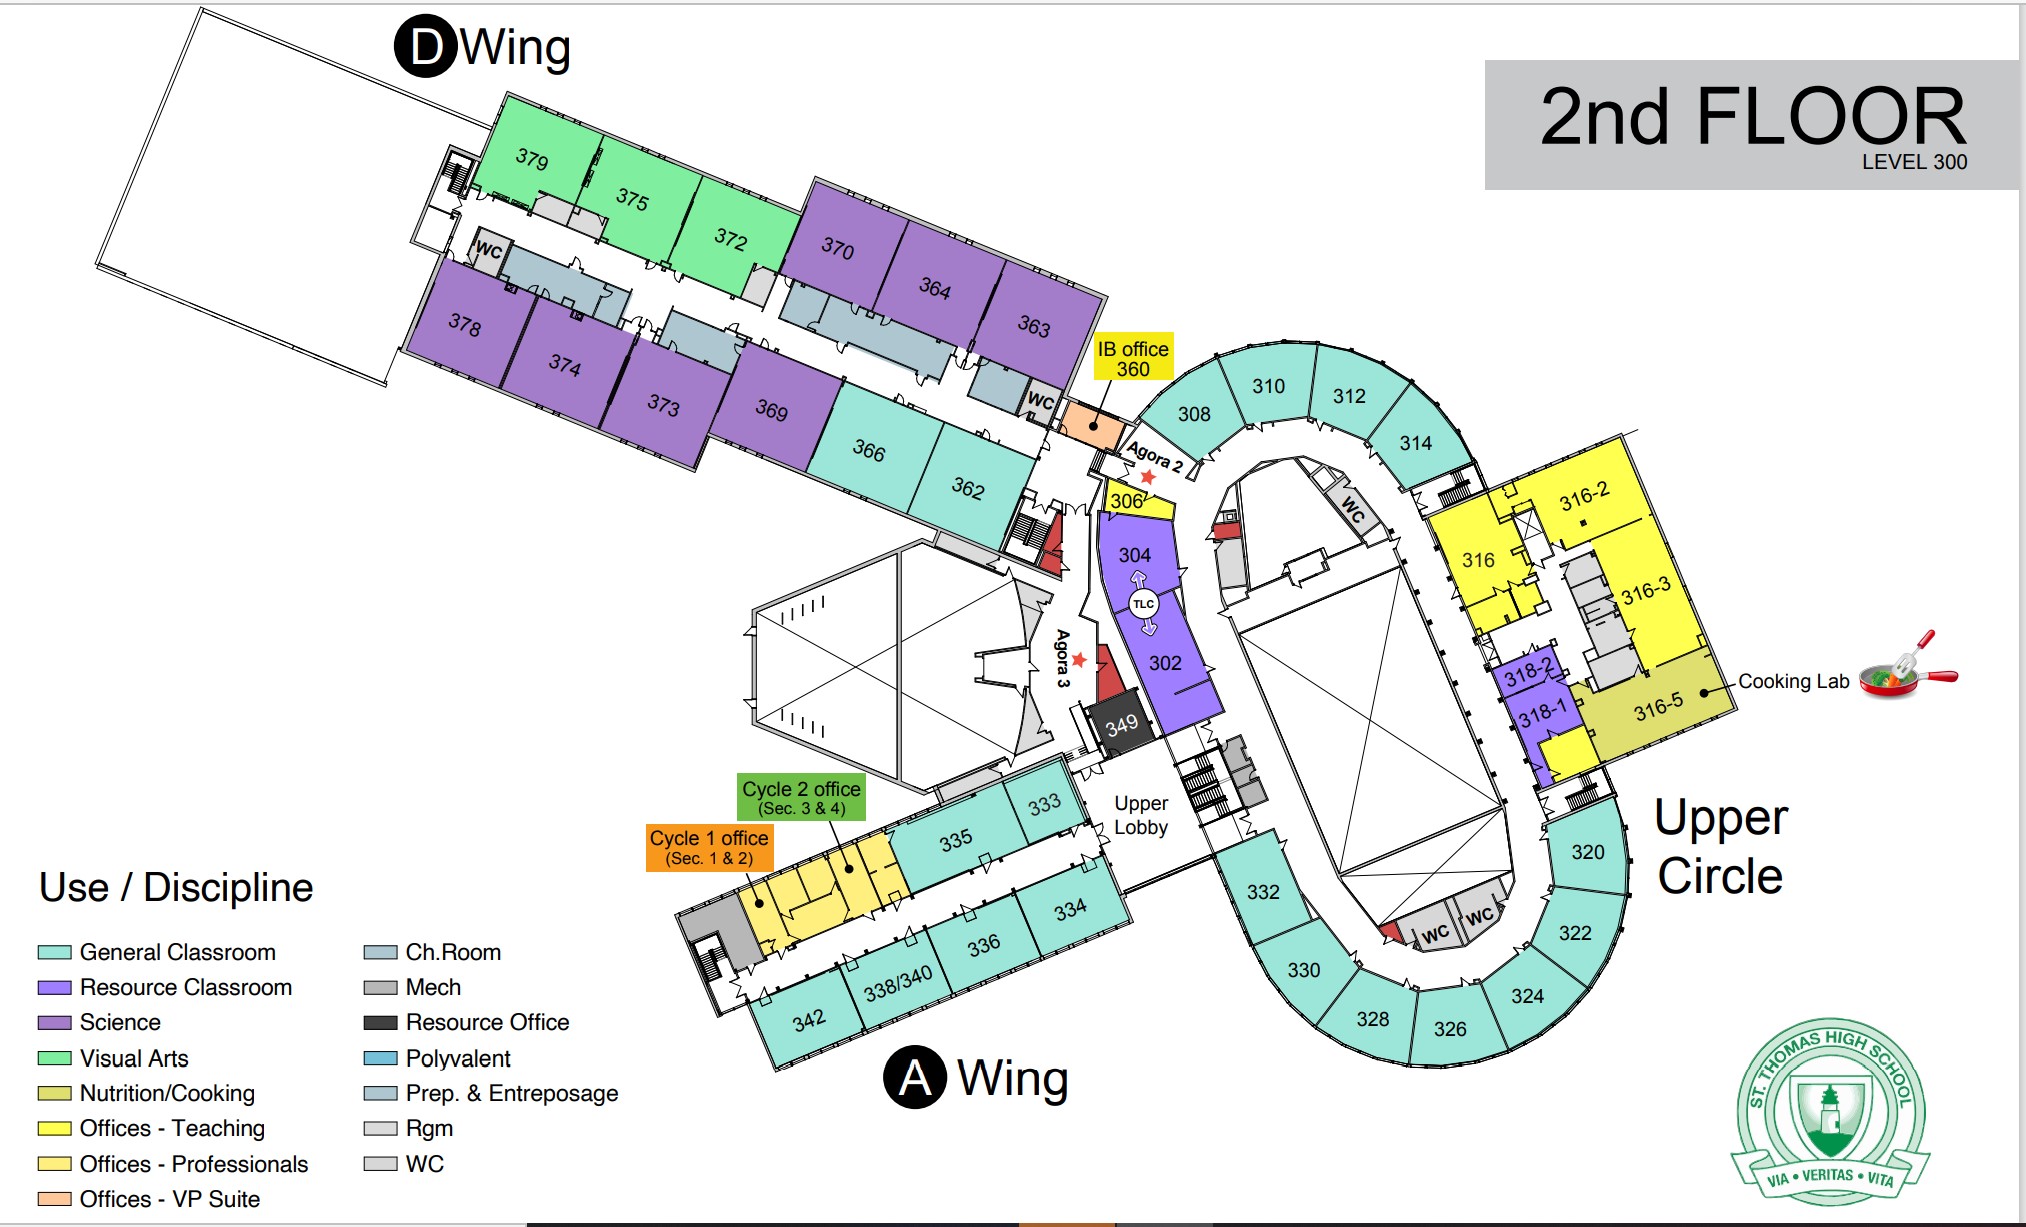 D Wing
2nd FLOOR
LEVEL 300
379
375
372
370
364
363
WC
378
374
373
369
366
362
WC
IB office
360
Agora 2
306
304
TLC
302
Agora 3
349
308
310
312
314
WC
316-2
316
316-3
318-2
318-1
316-5
Cooking Lab
Upper
Lobby
Upper
Circle
320
322
324
326
328
330
332
WC
WC
Cycle 2 office
(Sec. 3 & 4)
Cycle 1 office
(Sec. 1 & 2)
333
335
334
336
338/340
342
A Wing
Use / Discipline
General Classroom
Resource Classroom
Science
Visual Arts
Nutrition/Cooking
Offices - Teaching
Offices - Professionals
Offices - VP Suite
Ch.Room
Mech
Resource Office
Polyvalent
Prep. & Entreposage
Rgm
WC
ST. THOMAS HIGH SCHOOL
VIA • VERITAS • VITA